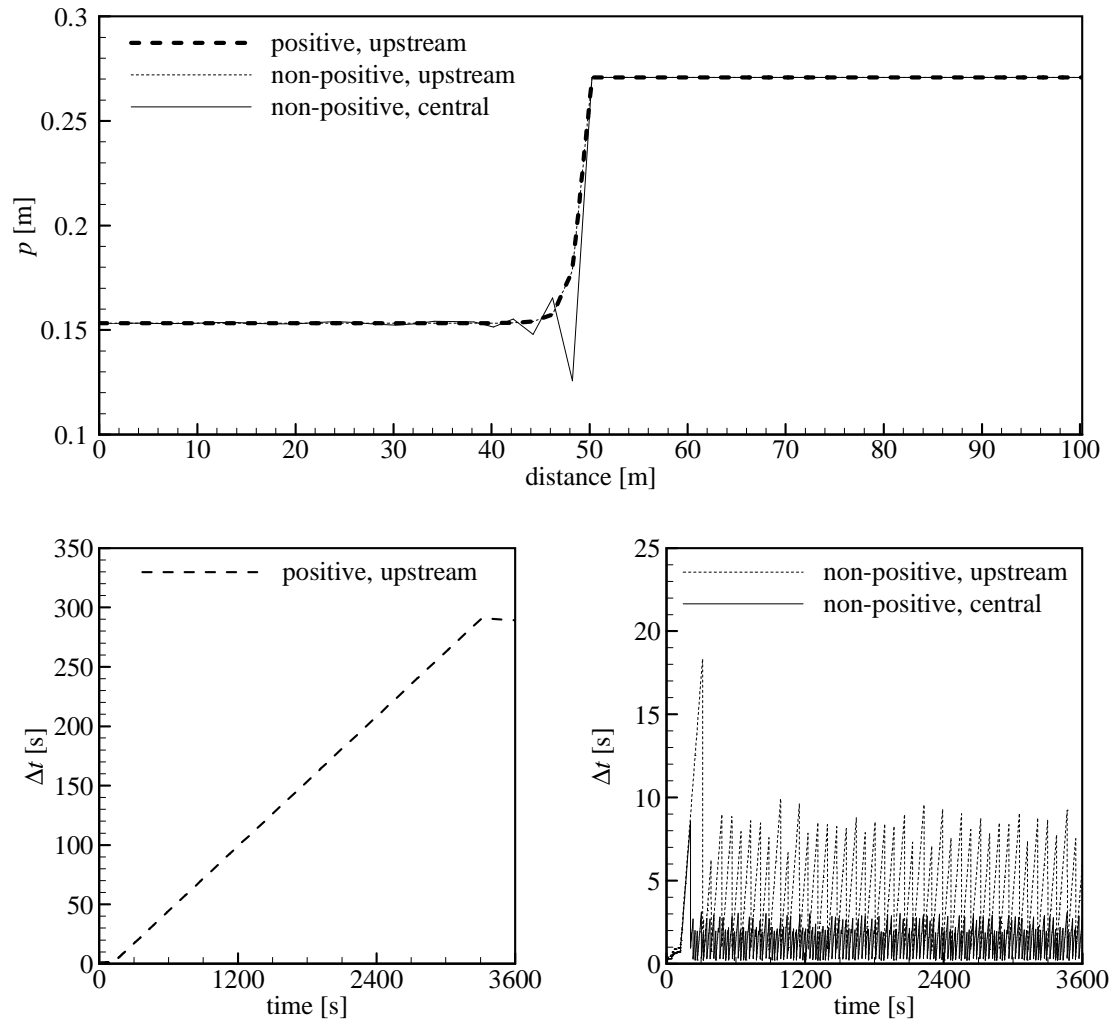 0.3
positive, upstream
non-positive, upstream
non-positive, central
0.25
p [m]
0.2
0.15
0.1
0 10 20 30 40 50 60 70 80 90 100
distance [m]
350
positive, upstream
300
250
Δt [s]
200
150
100
50
0
0 1200 2400 3600
time [s]
25
non-positive, upstream
non-positive, central
20
15
Δt [s]
10
5
0
0 1200 2400 3600
time [s]